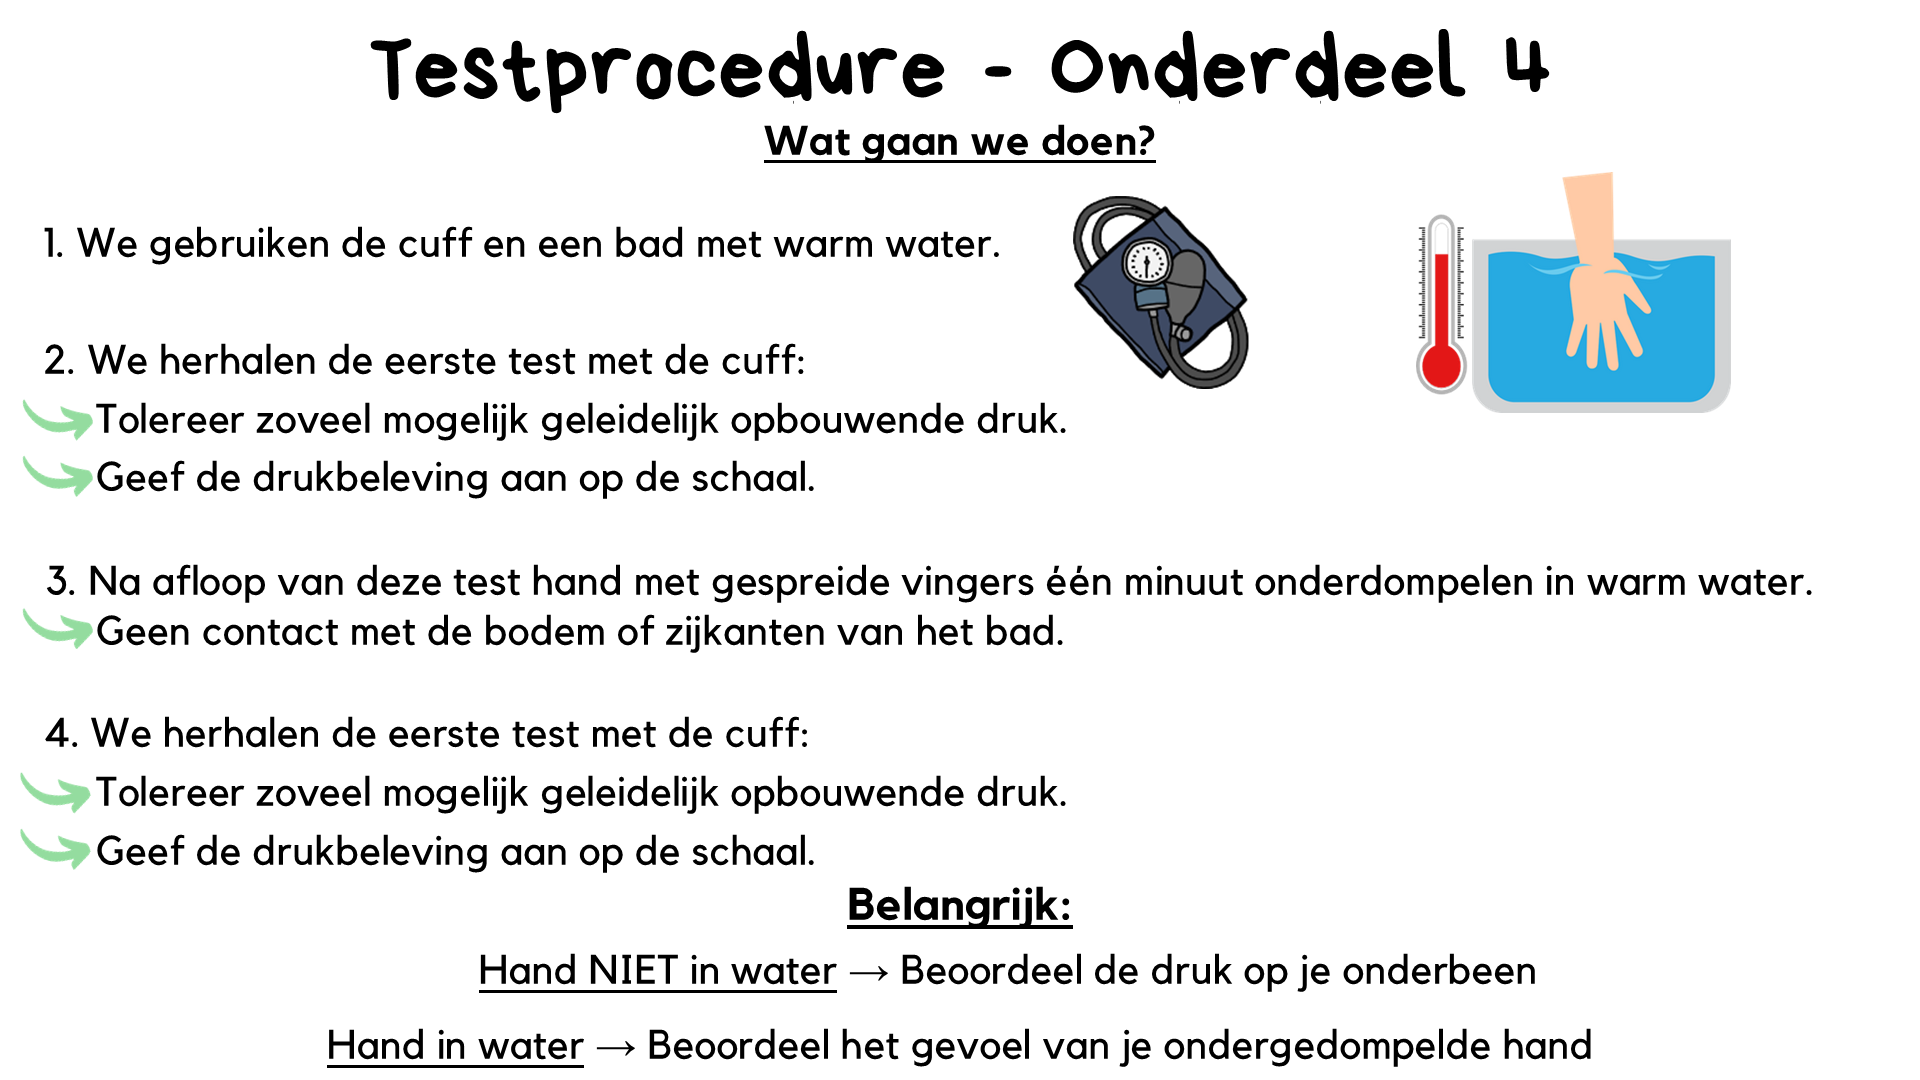 Testprocedure - Onderdeel 4
Wat gaan we doen?
1. We gebruiken de cuff en een bad met warm water.
2. We herhalen de eerste test met de cuff:
Tolereer zoveel mogelijk geleidelijk opbouwende druk.
Geef de drukbeleving aan op de schaal.
3. Na afloop van deze test hand met gespreide vingers één minuut onderdompelen in warm water.
Geen contact met de bodem of zijkanten van het bad.
4. We herhalen de eerste test met de cuff:
Tolereer zoveel mogelijk geleidelijk opbouwende druk.
Geef de drukbeleving aan op de schaal.
Belangrijk:
Hand NIET in water → Beoordeel de druk op je onderbeen
Hand in water → Beoordeel het gevoel van je ondergedompelde hand